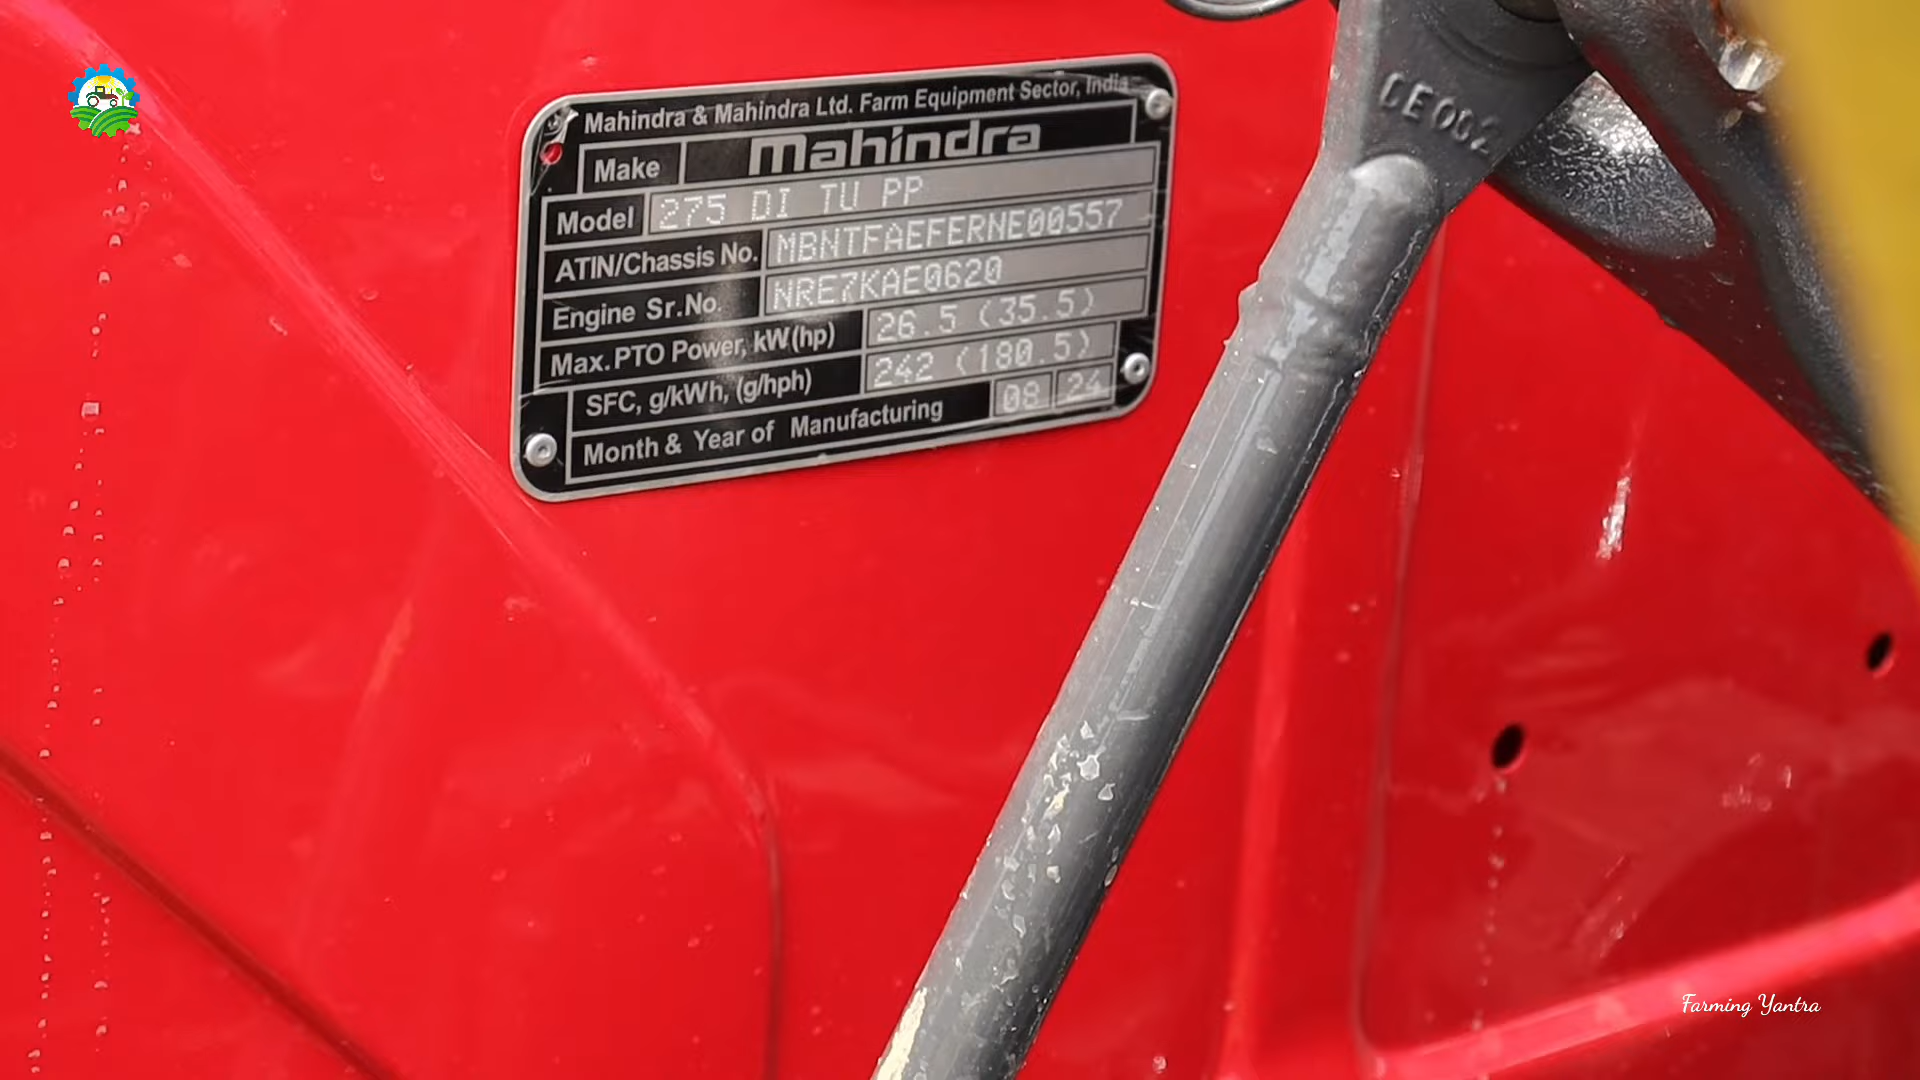 Mahindra & Mahindra Ltd. Farm Equipment Sector, India
Make mahindra
Model 275 DI TU PP
ATIN/Chassis No. MBNTFAEFERNE00557
Engine Sr.No. NRE7KAE0620
Max.PTO Power, kW(hp) 26.5 (35.5)
SFC, g/kWh, (g/hph) 242 (180.5)
Month & Year of Manufacturing 08 24
Farming Yantra